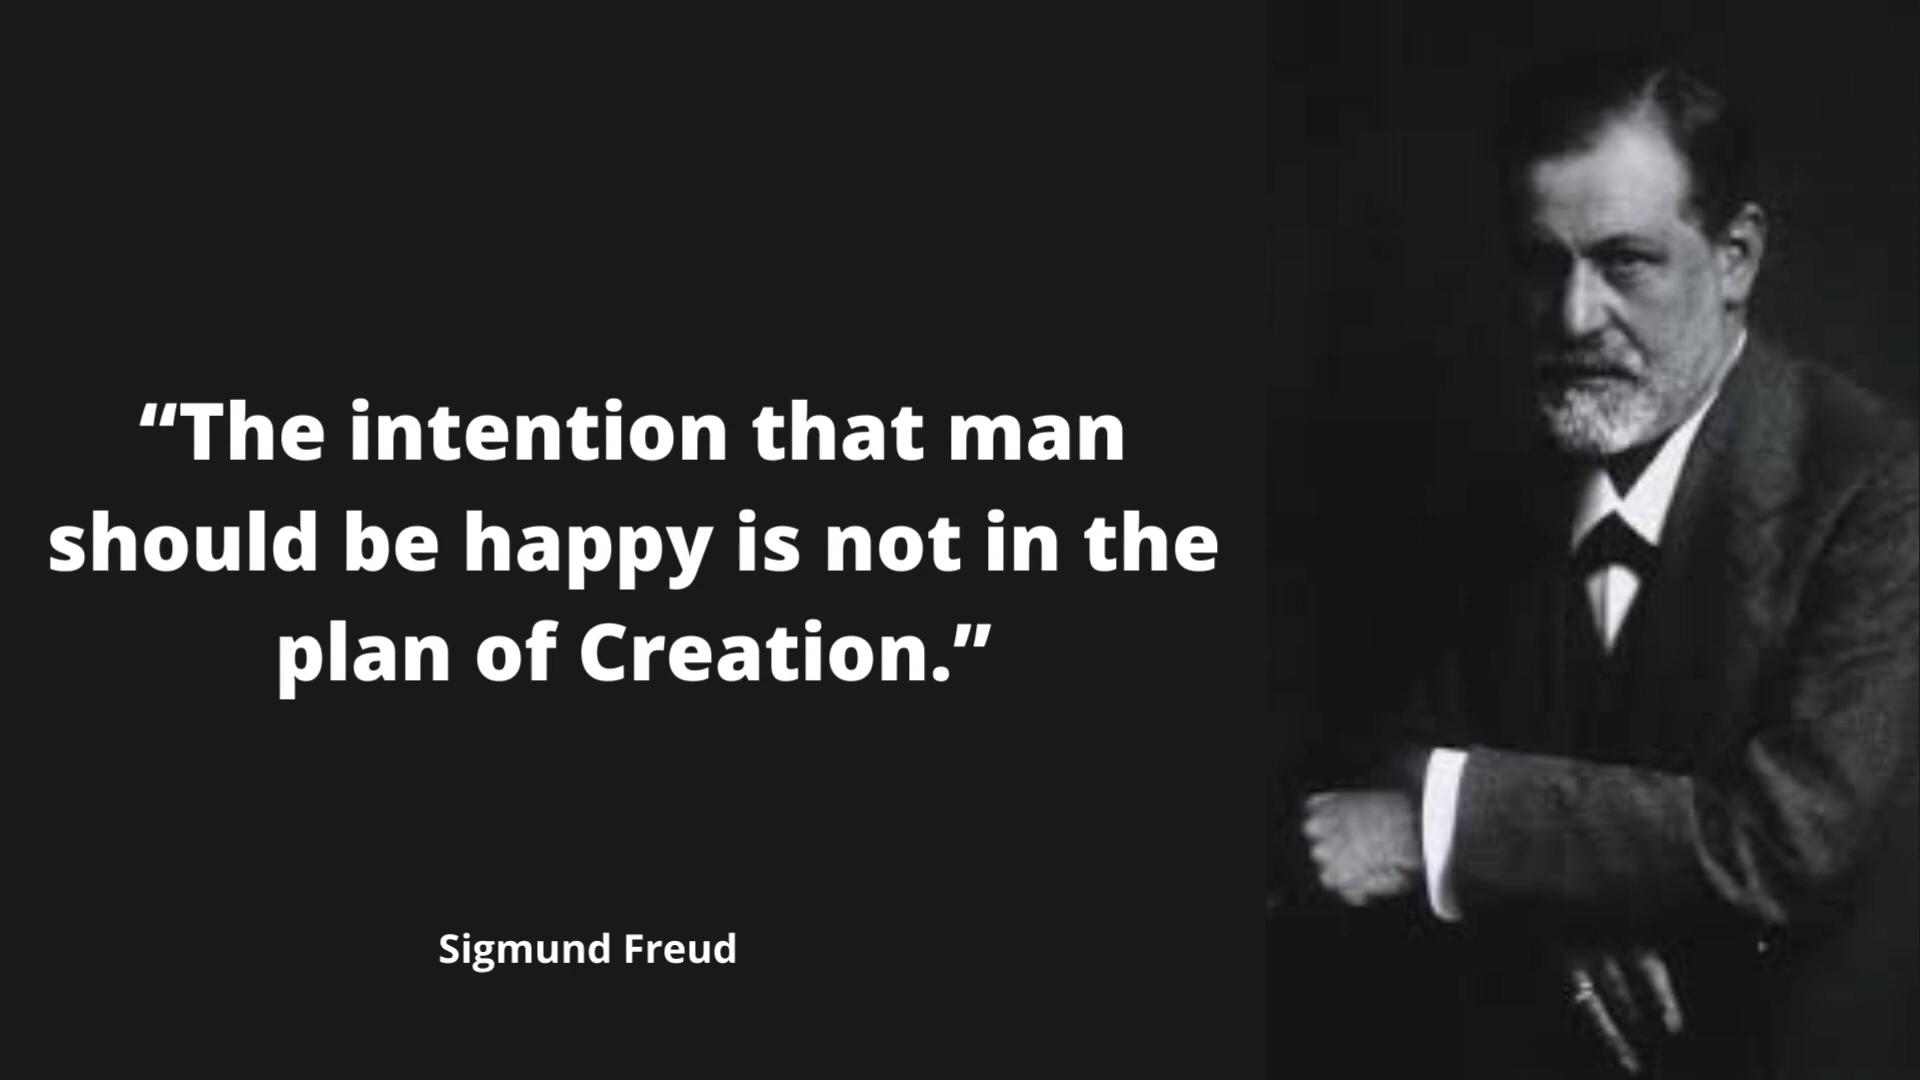 “The intention that man
should be happy is not in the
plan of Creation.”
Sigmund Freud